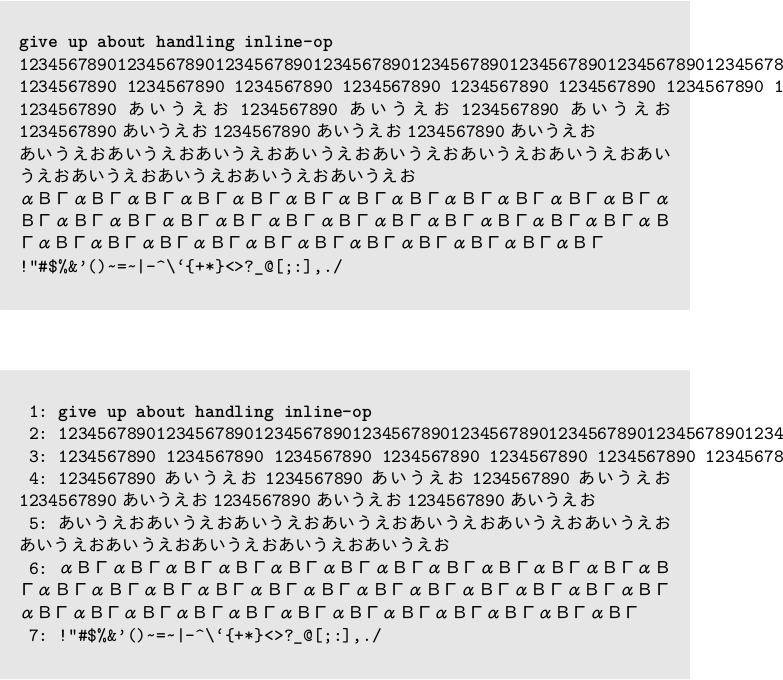 give up about handling inline-op
123456789012345678901234567890123456789012345678901234567890123456789012345678
1234567890 1234567890 1234567890 1234567890 1234567890 1234567890 1234567890 1
1234567890 あいうえお 1234567890 あいうえお 1234567890 あいうえお
1234567890 あいうえお 1234567890 あいうえお 1234567890 あいうえお
あいうえおあいうえおあいうえおあいうえおあいうえおあいうえおあいうえおあい
うえおあいうえおあいうえおあいうえおあいうえお
αΒΓαΒΓαΒΓαΒΓαΒΓαΒΓαΒΓαΒΓαΒΓαΒΓαΒΓαΒΓα
ΒΓαΒΓαΒΓαΒΓαΒΓαΒΓαΒΓαΒΓαΒΓαΒΓαΒΓαΒΓαΒ
ΓαΒΓαΒΓαΒΓαΒΓαΒΓαΒΓαΒΓαΒΓαΒΓαΒΓαΒΓ
!"#$%&'()~=~|-^\`{+*}<>?_@[;:],./
1: give up about handling inline-op
2: 12345678901234567890123456789012345678901234567890123456789012345678901234
3: 1234567890 1234567890 1234567890 1234567890 1234567890 1234567890 12345678
4: 1234567890 あいうえお 1234567890 あいうえお 1234567890 あいうえお
1234567890 あいうえお 1234567890 あいうえお 1234567890 あいうえお
5: あいうえおあいうえおあいうえおあいうえおあいうえおあいうえおあいうえお
あいうえおあいうえおあいうえおあいうえおあいうえお
6: αΒΓαΒΓαΒΓαΒΓαΒΓαΒΓαΒΓαΒΓαΒΓαΒΓαΒΓαΒ
ΓαΒΓαΒΓαΒΓαΒΓαΒΓαΒΓαΒΓαΒΓαΒΓαΒΓαΒΓαΒΓ
αΒΓαΒΓαΒΓαΒΓαΒΓαΒΓαΒΓαΒΓαΒΓαΒΓαΒΓαΒΓ
7: !"#$%&'()~=~|-^\`{+*}<>?_@[;:],./